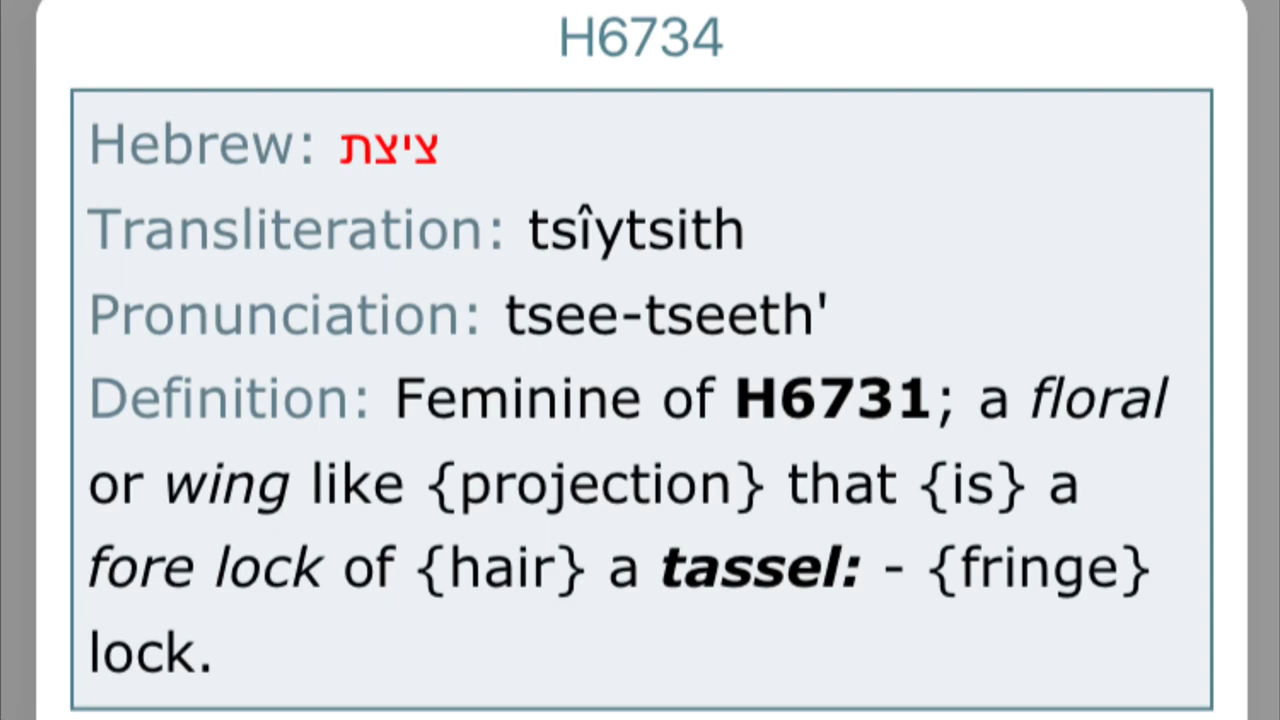 H6734
Hebrew: ציצת
Transliteration: tsîytsith
Pronunciation: tsee-tseeth'
Definition: Feminine of H6731; a floral
or wing like {projection} that {is} a
fore lock of {hair} a tassel: - {fringe}
lock.